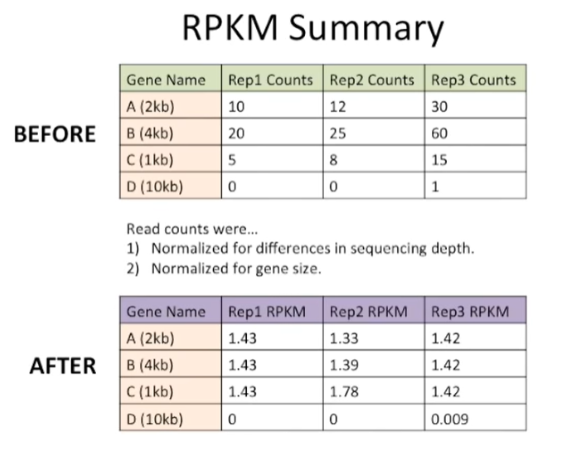 RPKM Summary
BEFORE
Gene Name Rep1 Counts Rep2 Counts Rep3 Counts
A (2kb) 10 12 30
B (4kb) 20 25 60
C (1kb) 5 8 15
D (10kb) 0 0 1
Read counts were...
1) Normalized for differences in sequencing depth.
2) Normalized for gene size.
AFTER
Gene Name Rep1 RPKM Rep2 RPKM Rep3 RPKM
A (2kb) 1.43 1.33 1.42
B (4kb) 1.43 1.39 1.42
C (1kb) 1.43 1.78 1.42
D (10kb) 0 0 0.009